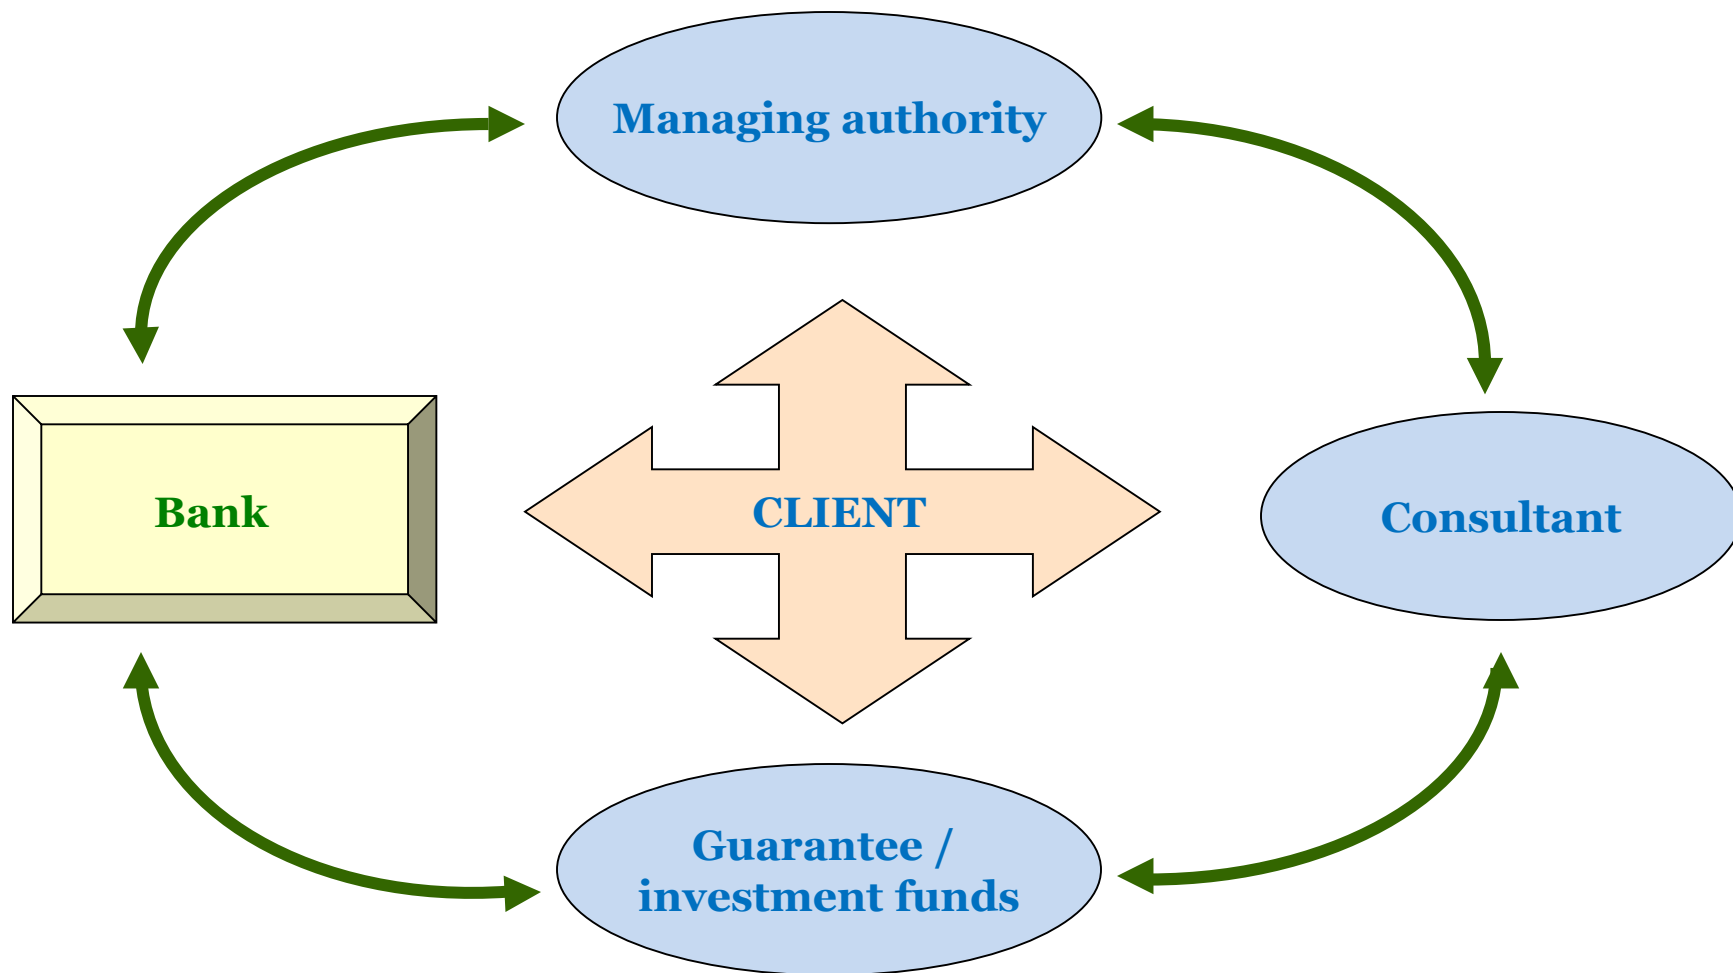 Managing authority
Bank
CLIENT
Consultant
Guarantee /
investment funds